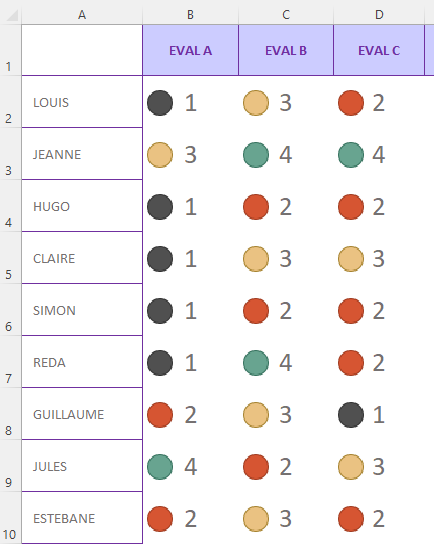 A B C D
1 EVAL A EVAL B EVAL C
2 LOUIS 1 3 2
3 JEANNE 3 4 4
4 HUGO 1 2 2
5 CLAIRE 1 3 3
6 SIMON 1 2 2
7 REDA 1 4 2
8 GUILLAUME 2 3 1
9 JULES 4 2 3
10 ESTEBANE 2 3 2